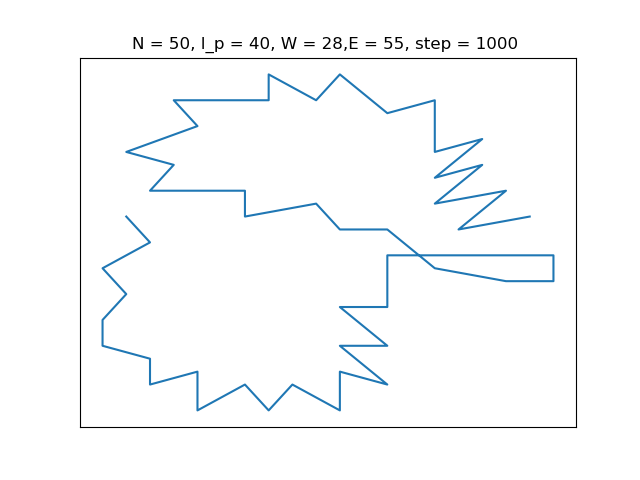 N = 50, l_p = 40, W = 28,E = 55, step = 1000